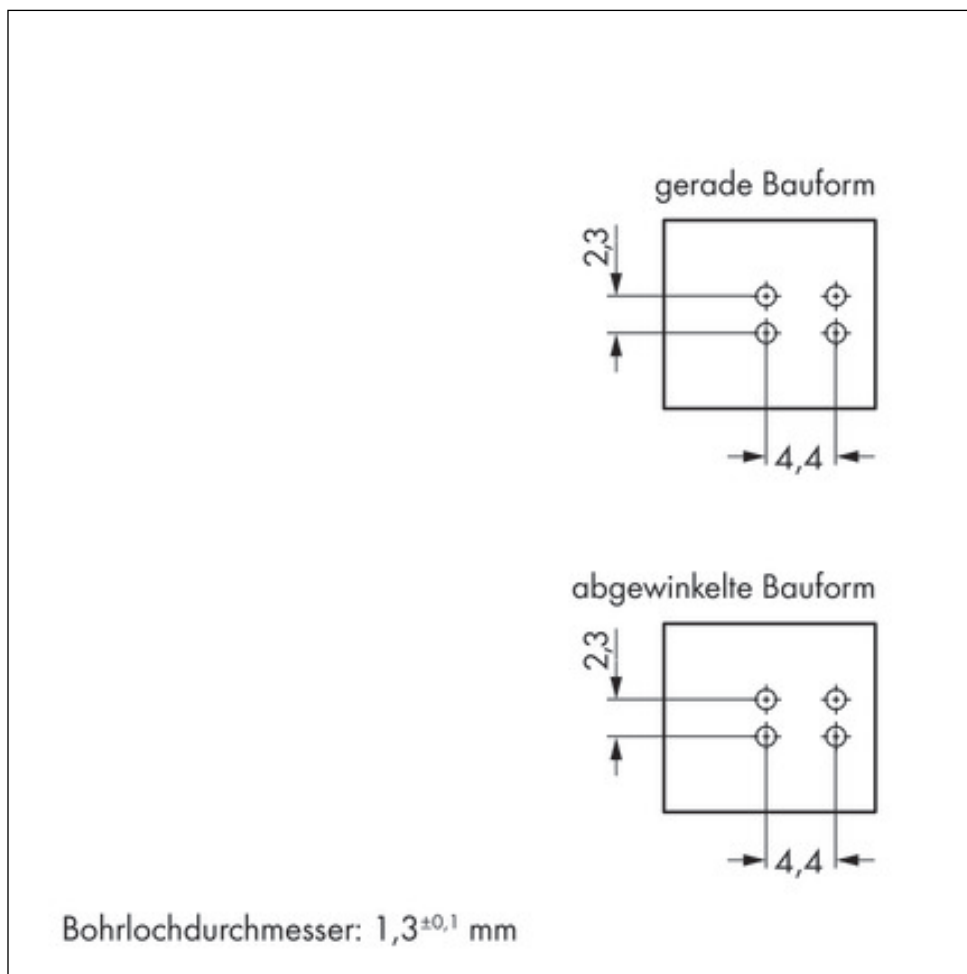 gerade Bauform
2,3
4,4
abgewinkelte Bauform
2,3
4,4
Bohrlochdurchmesser: 1,3±0,1 mm